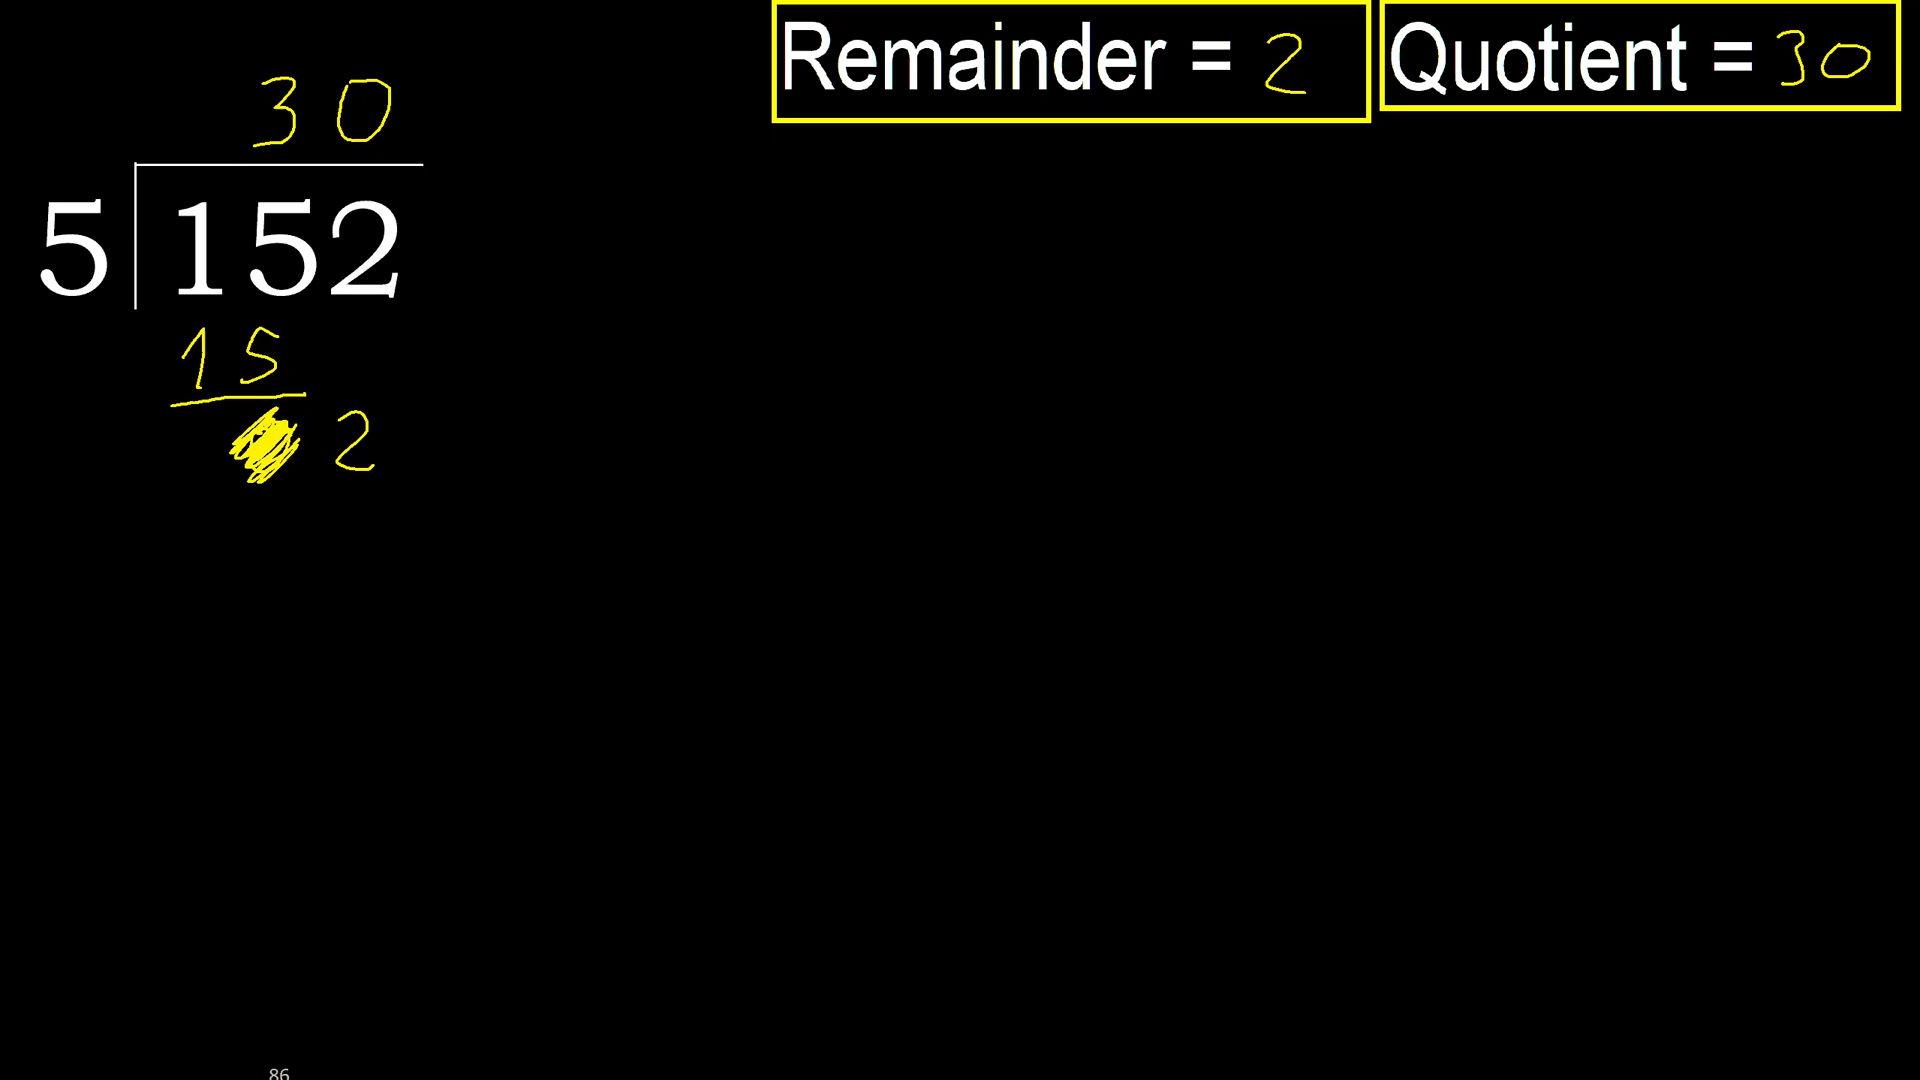 Remainder = 2
Quotient = 30
30
5 152
15
2
86